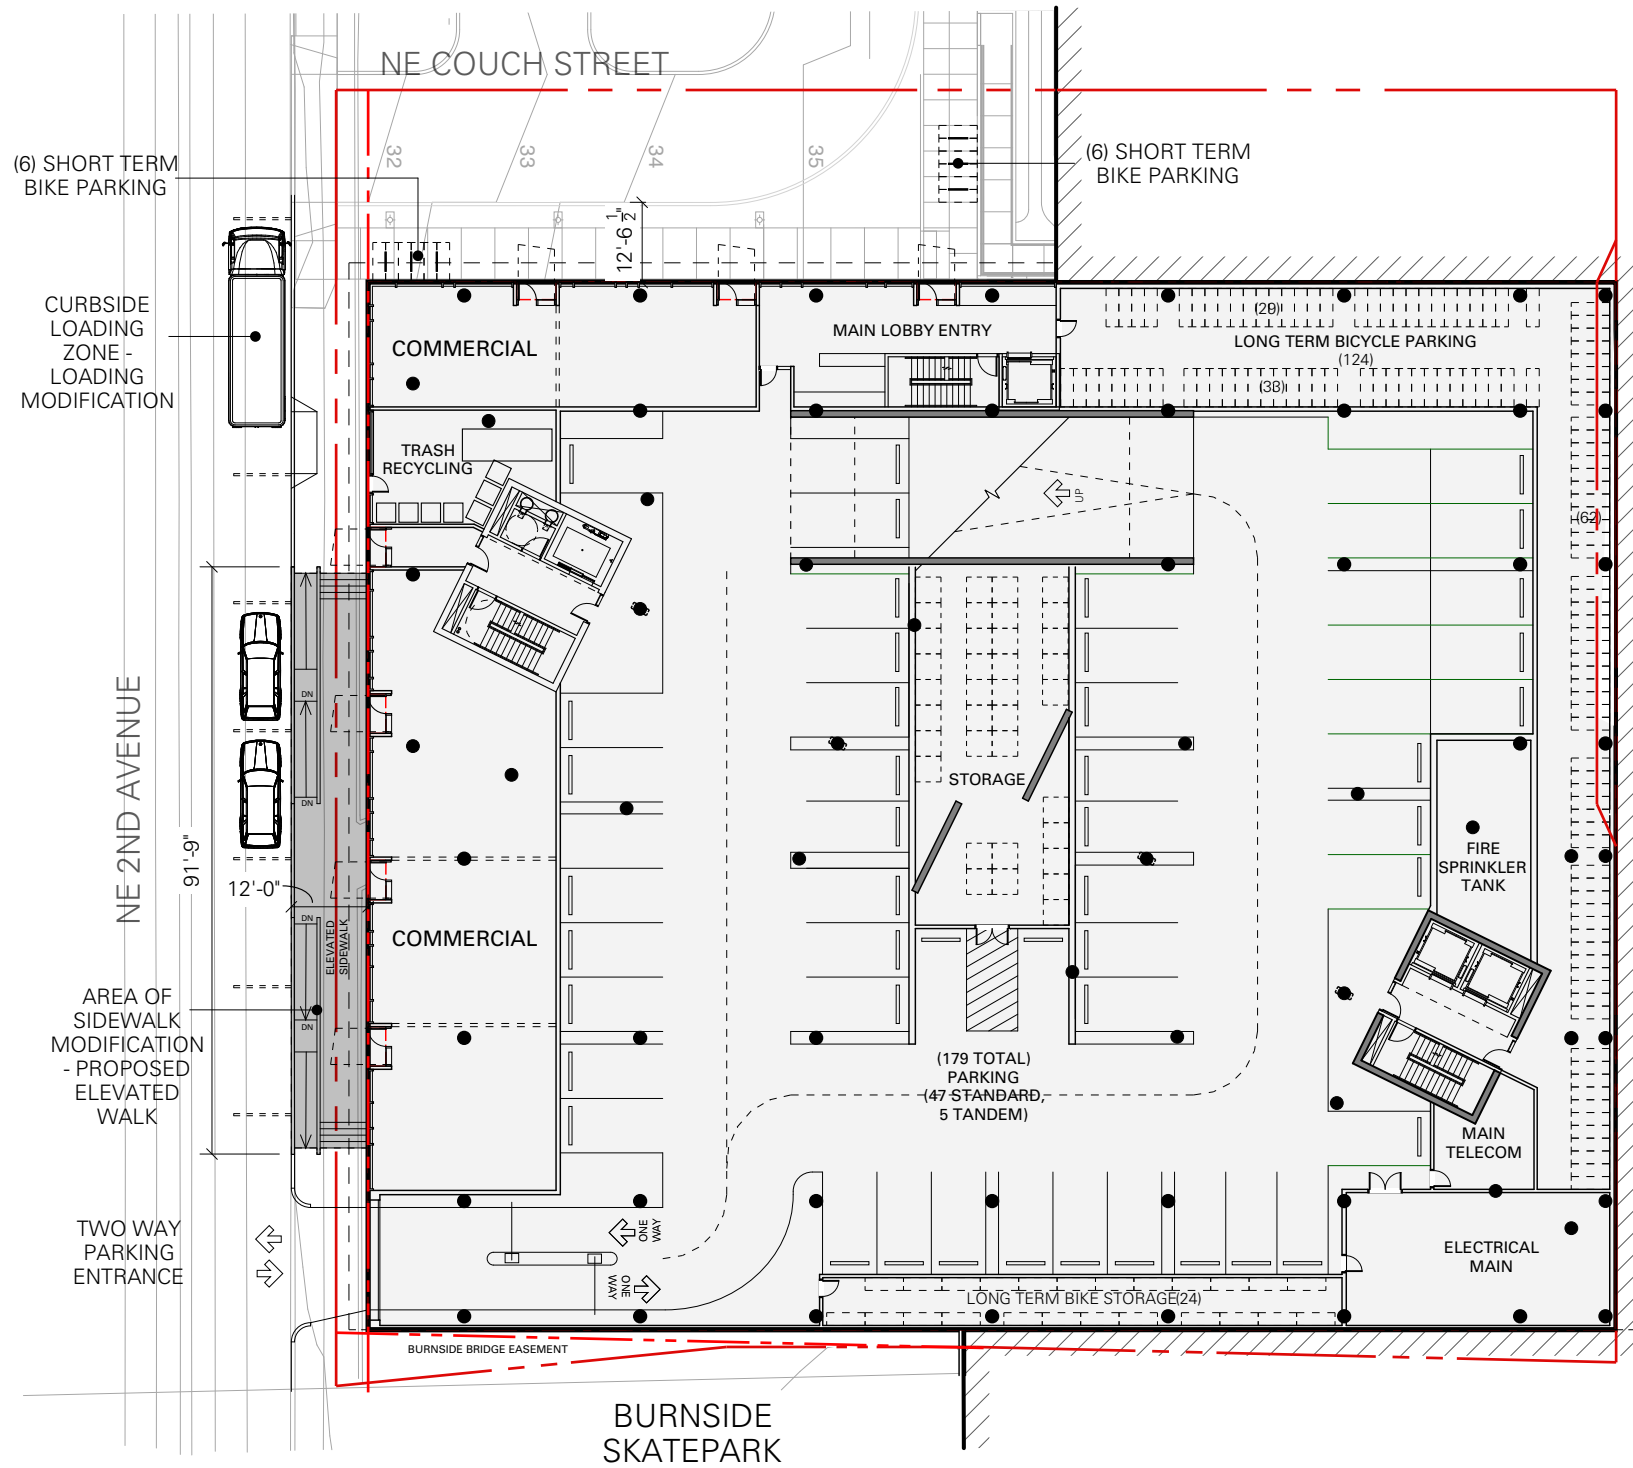 NE COUCH STREET
(6) SHORT TERM
BIKE PARKING
32
33
34
35
(6) SHORT TERM
BIKE PARKING
12'-6 1/2"
CURBSIDE
LOADING
ZONE -
LOADING
MODIFICATION
COMMERCIAL
MAIN LOBBY ENTRY
(29)
LONG TERM BICYCLE PARKING
(124)
(33)
TRASH
RECYCLING
UP
(62)
NE 2ND AVENUE
91'-9"
12'-0"
DN
DN
DN
DN
ELEVATED
SIDEWALK
STORAGE
FIRE
SPRINKLER
TANK
COMMERCIAL
AREA OF
SIDEWALK
MODIFICATION
- PROPOSED
ELEVATED
WALK
(179 TOTAL)
PARKING
(47 STANDARD,
5 TANDEM)
MAIN
TELECOM
TWO WAY
PARKING
ENTRANCE
ONE
WAY
ONE
WAY
ELECTRICAL
MAIN
LONG TERM BIKE STORAGE(24)
BURNSIDE BRIDGE EASEMENT
BURNSIDE
SKATEPARK